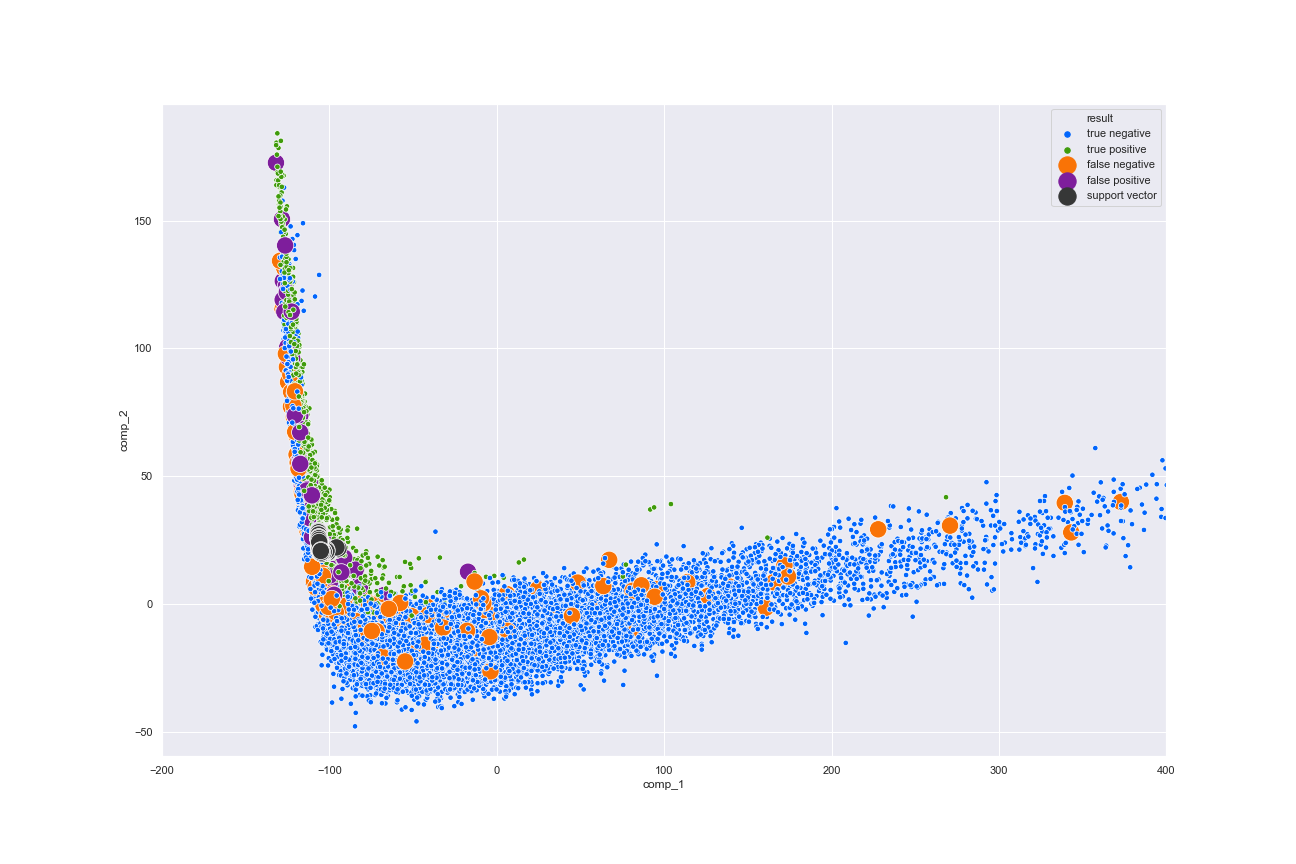 result
true negative
true positive
false negative
false positive
support vector
150
100
50
0
−50
comp_2
−200
−100
0
100
200
300
400
comp_1